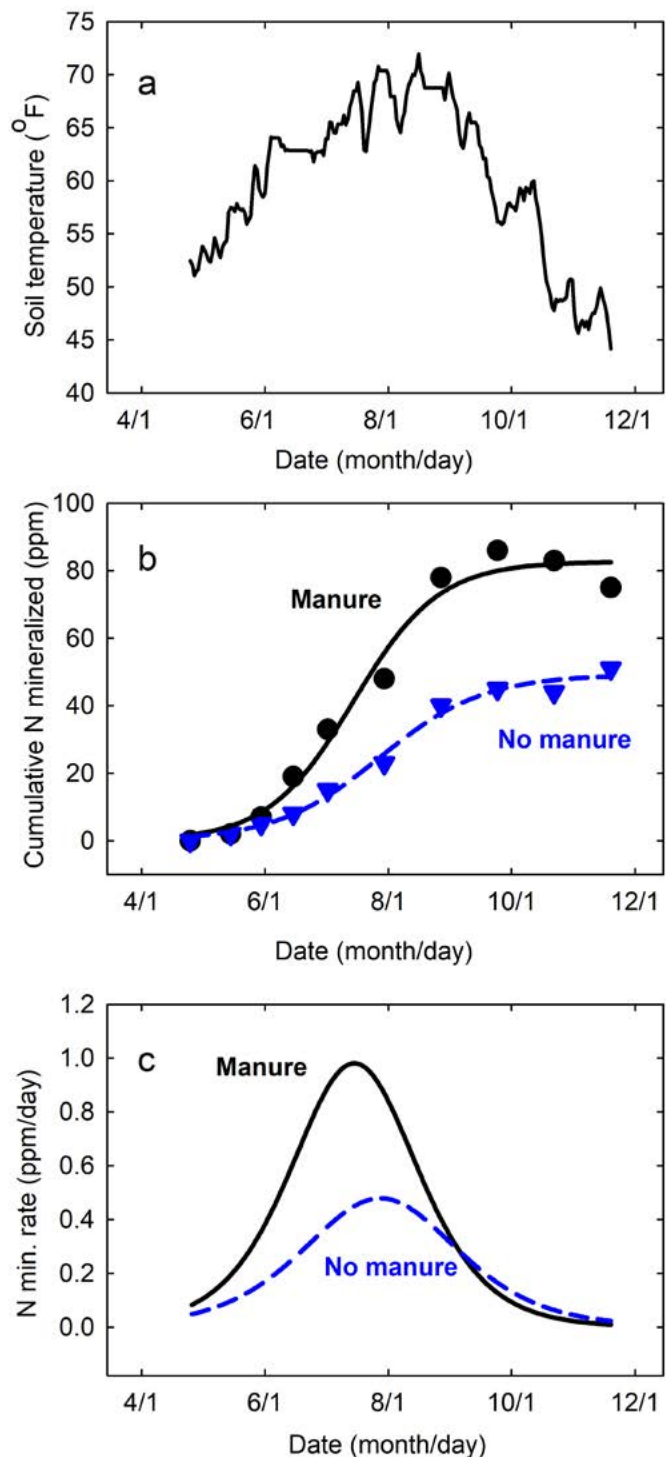 75
70
65
60
55
50
45
40
Soil temperature (°F)
a
4/1 6/1 8/1 10/1 12/1
Date (month/day)
100
80
60
40
20
0
Cumulative N mineralized (ppm)
b
Manure
No manure
4/1 6/1 8/1 10/1 12/1
Date (month/day)
1.2
1.0
0.8
0.6
0.4
0.2
0.0
N min. rate (ppm/day)
c
Manure
No manure
4/1 6/1 8/1 10/1 12/1
Date (month/day)